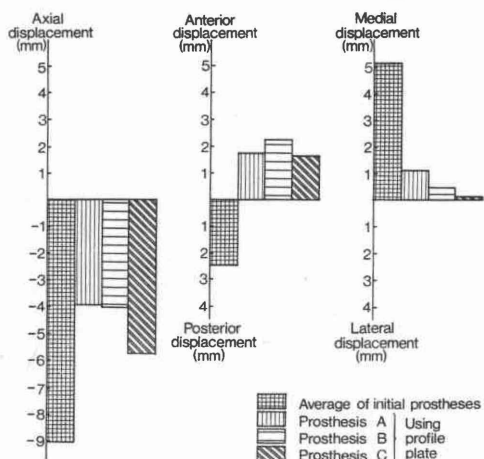 Axial
displacement
(mm)
5
4
3
2
1
-1
-2
-3
-4
-5
-6
-7
-8
-9
Anterior
displacement
(mm)
5
4
3
2
1
1
2
3
4
Posterior
displacement
(mm)
Medial
displacement
(mm)
5
4
3
2
1
1
2
3
4
Lateral
displacement
(mm)
Average of initial prostheses
Prosthesis A
Prosthesis B
Prosthesis C
Using
profile
plate